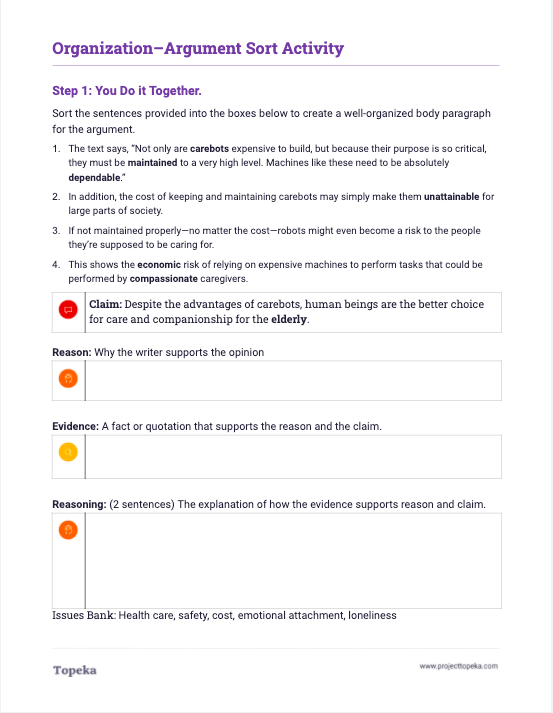 Organization–Argument Sort Activity
Step 1: You Do it Together.
Sort the sentences provided into the boxes below to create a well-organized body paragraph
for the argument.
1. The text says, “Not only are carebots expensive to build, but because their purpose is so critical,
they must be maintained to a very high level. Machines like these need to be absolutely
dependable.”
2. In addition, the cost of keeping and maintaining carebots may simply make them unattainable for
large parts of society.
3. If not maintained properly—no matter the cost—robots might even become a risk to the people
they’re supposed to be caring for.
4. This shows the economic risk of relying on expensive machines to perform tasks that could be
performed by compassionate caregivers.
Claim: Despite the advantages of carebots, human beings are the better choice
for care and companionship for the elderly.
Reason: Why the writer supports the opinion
Evidence: A fact or quotation that supports the reason and the claim.
Reasoning: (2 sentences) The explanation of how the evidence supports reason and claim.
Issues Bank: Health care, safety, cost, emotional attachment, loneliness
Topeka
www.projecttopeka.com